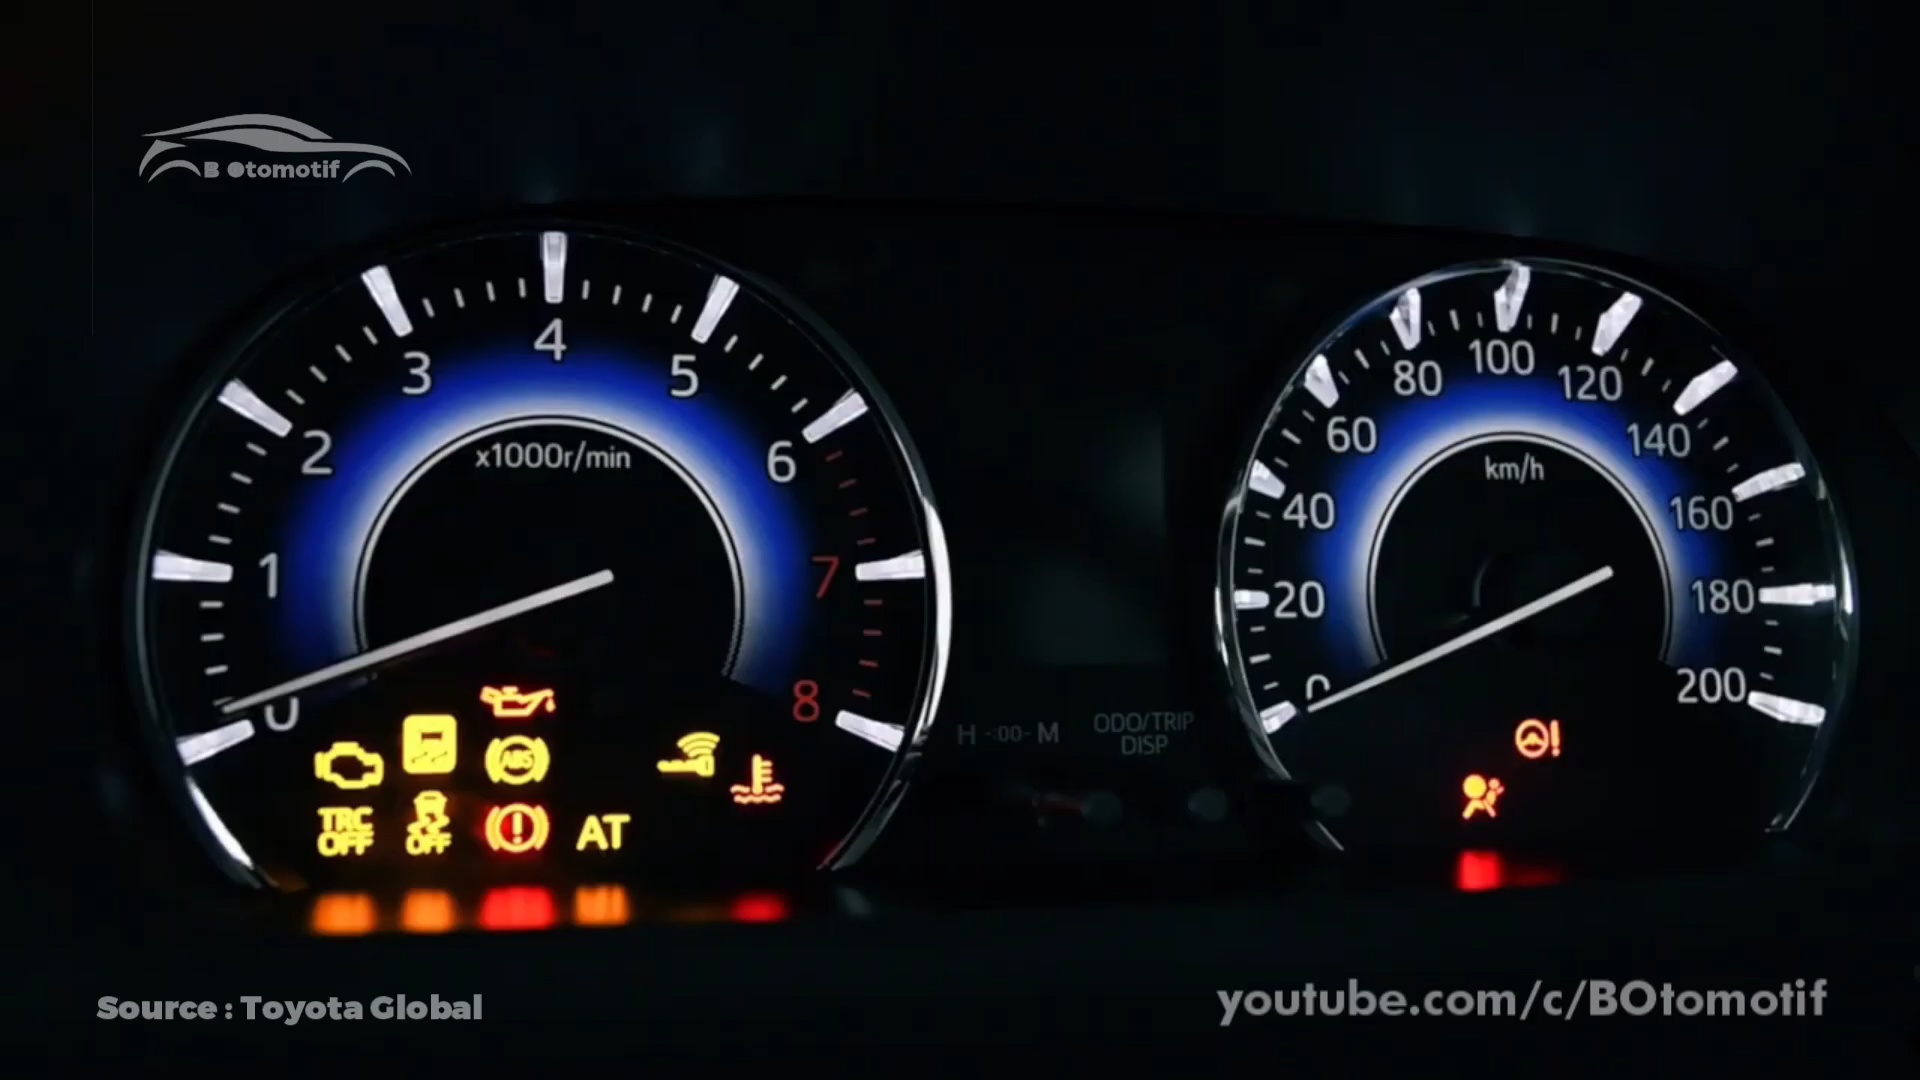 B Otomotif
4
3
5
2
6
x1000r/min
1
7
0
8
100
80
120
60
140
km/h
40
160
20
180
0
200
H -:00- M
ODO/TRIP
DISP
ABS
TRC
OFF
OFF
AT
Source : Toyota Global
youtube.com/c/BOtomotif